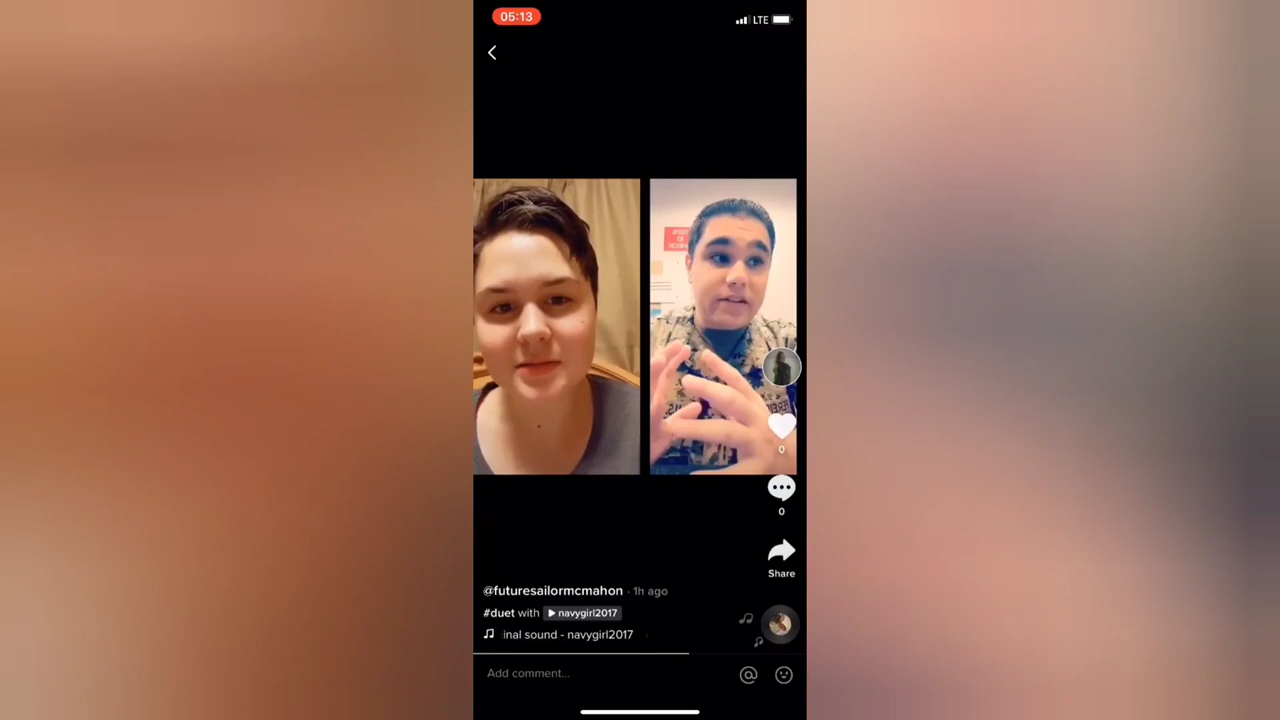 05:13
LTE
0
0
Share
@futuresailormcmahon · 1h ago
#duet with navygirl2017
inal sound - navygirl2017
Add comment...
@